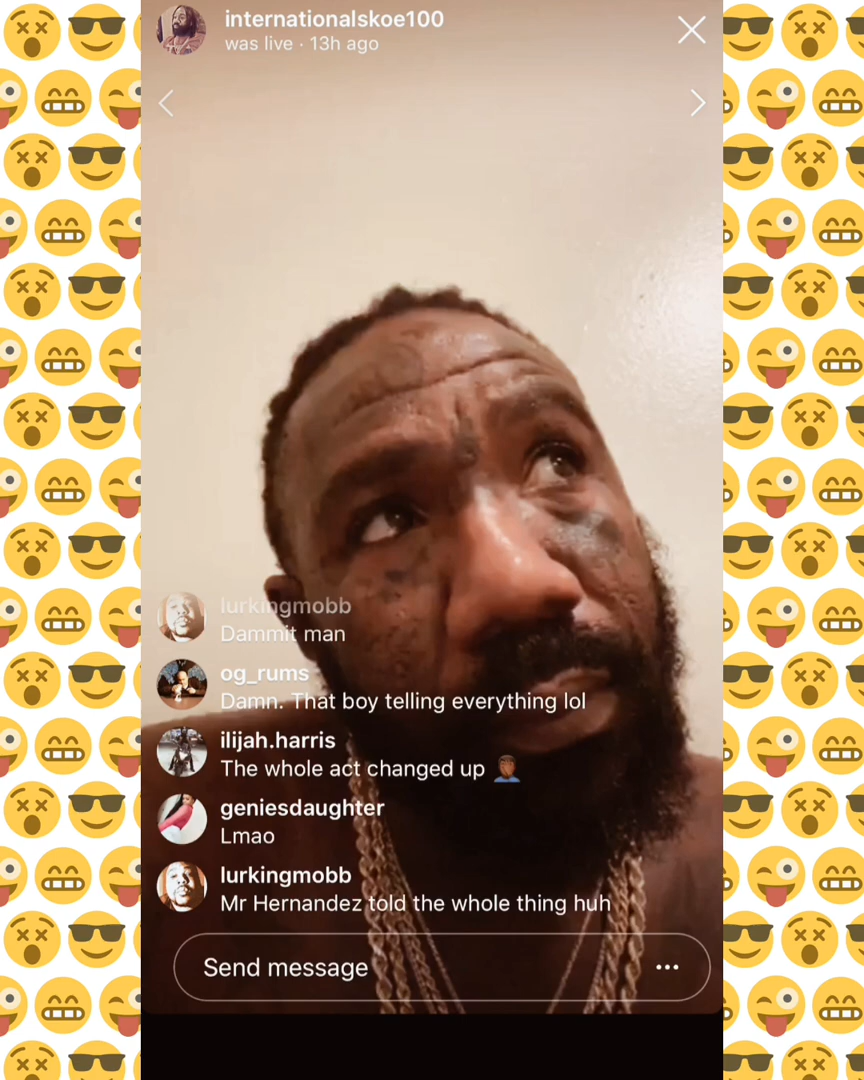 internationalskoe100
was live · 13h ago
lurkingmobb
Dammit man
og_rums
Damn. That boy telling everything lol
ilijah.harris
The whole act changed up 🤦🏾‍♂️
geniesdaughter
Lmao
lurkingmobb
Mr Hernandez told the whole thing huh
Send message